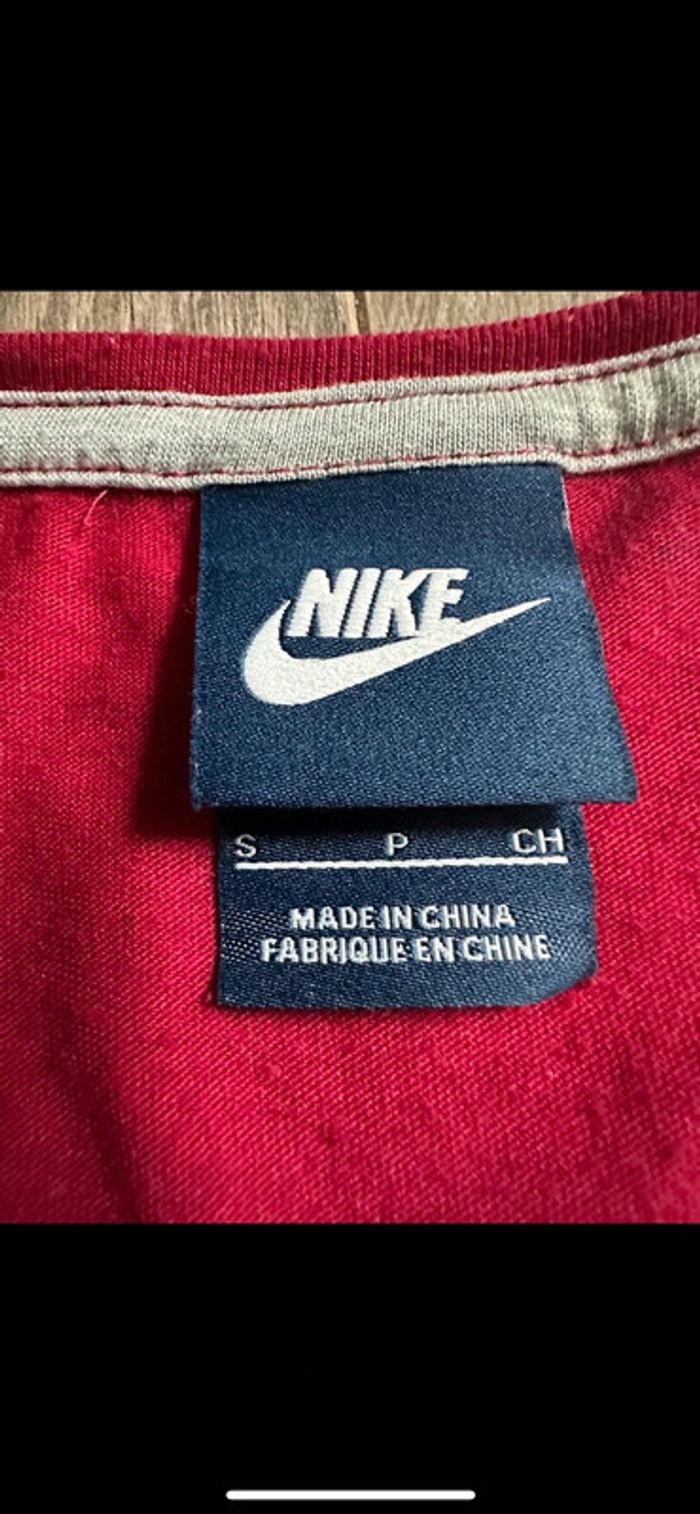 NIKE
S P CH
MADE IN CHINA
FABRIQUE EN CHINE